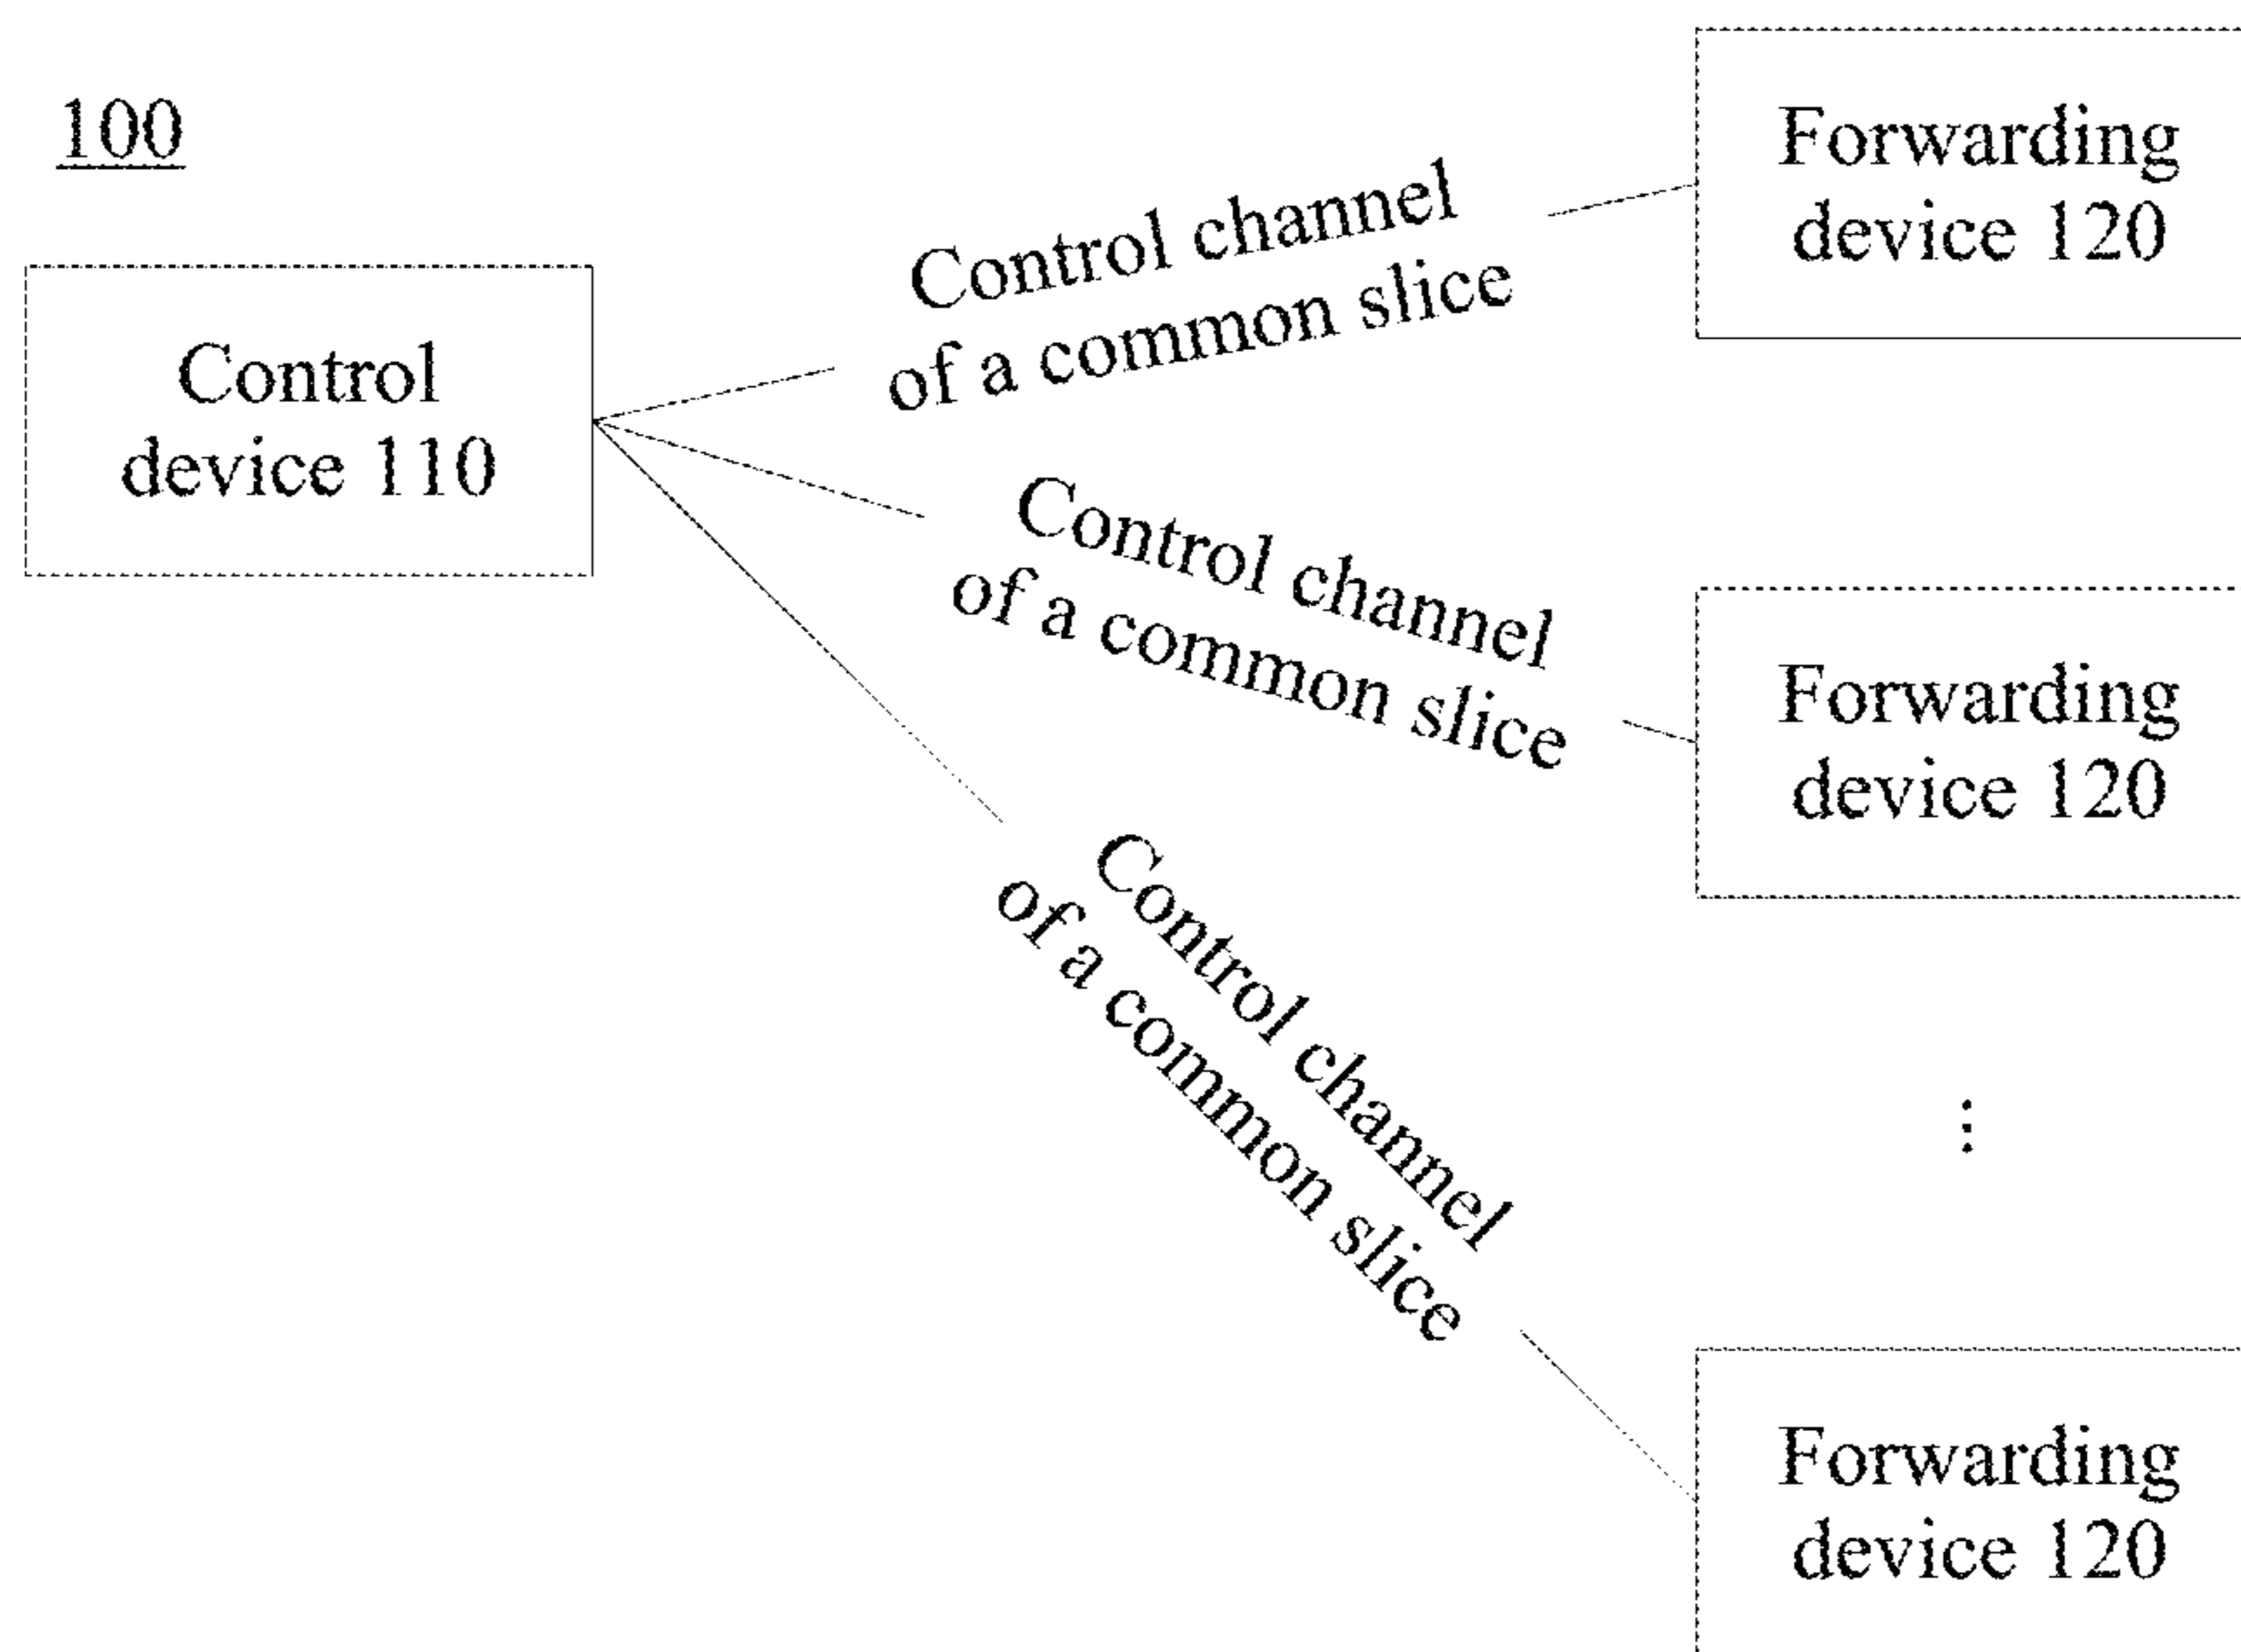 100
Control
device 110
Control channel
of a common slice
Forwarding
device 120
Control channel
of a common slice
Forwarding
device 120
Control channel
of a common slice
⋮
Forwarding
device 120